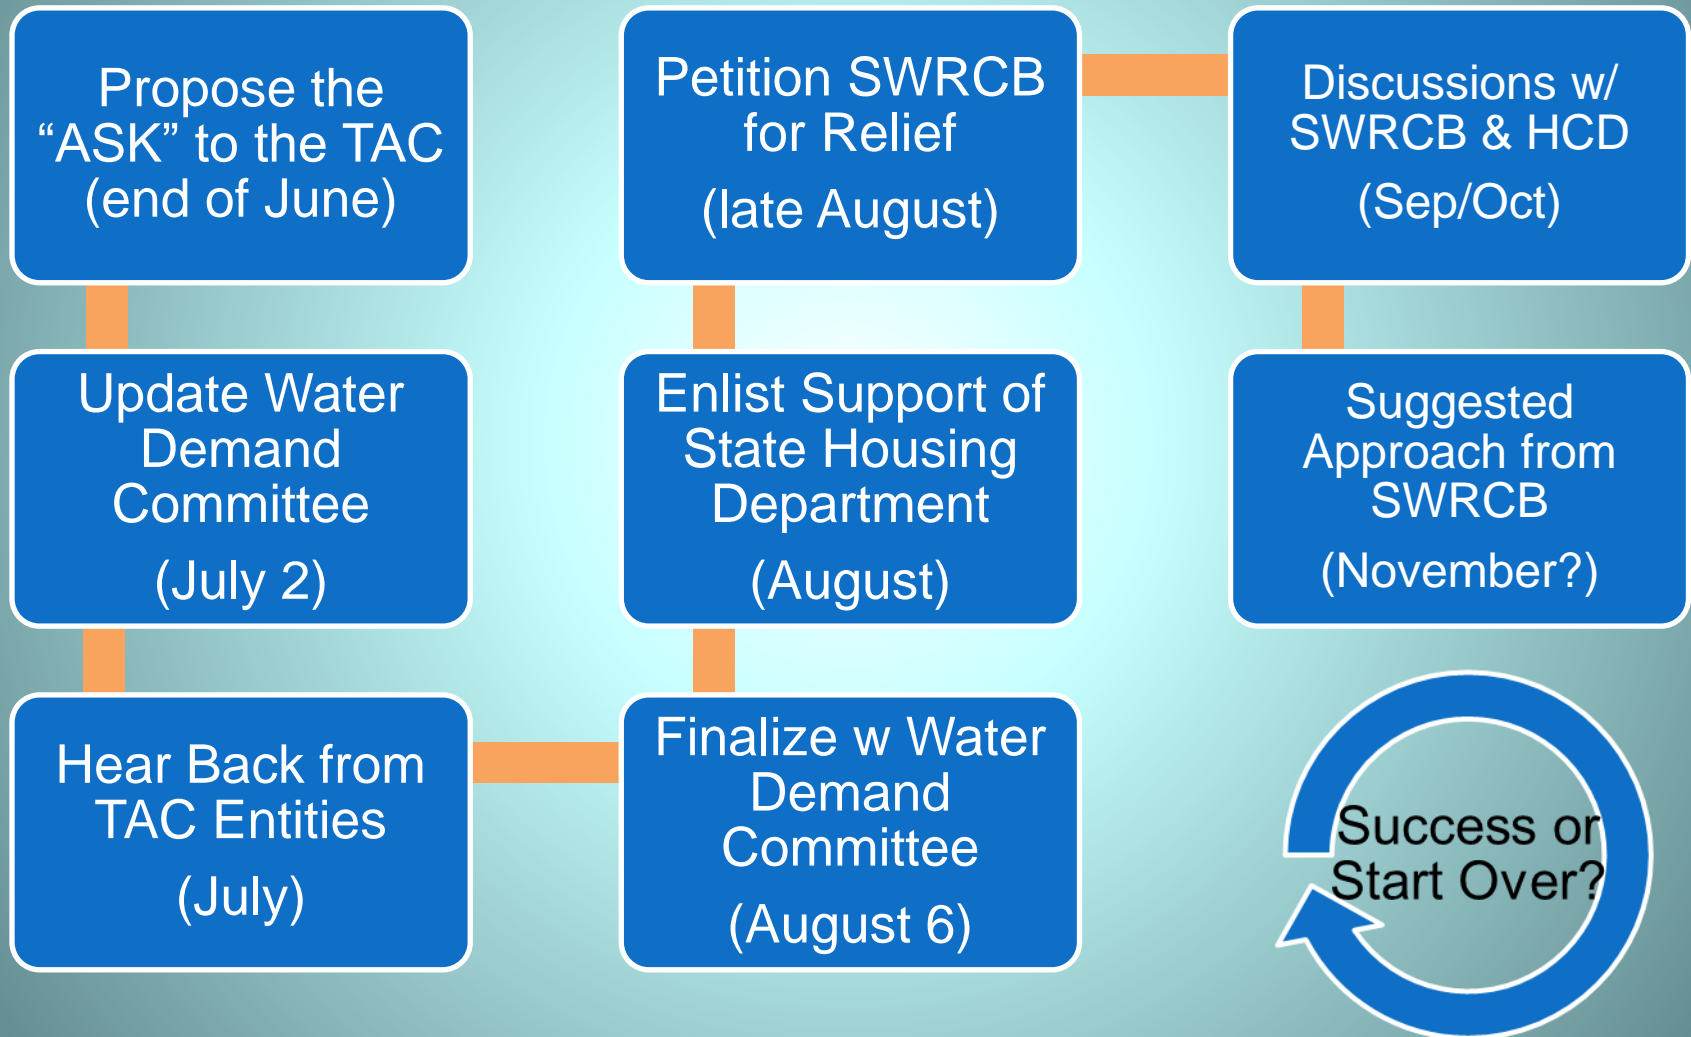 Propose the
“ASK” to the TAC
(end of June)
Update Water
Demand
Committee
(July 2)
Hear Back from
TAC Entities
(July)
Finalize w Water
Demand
Committee
(August 6)
Enlist Support of
State Housing
Department
(August)
Petition SWRCB
for Relief
(late August)
Discussions w/
SWRCB & HCD
(Sep/Oct)
Suggested
Approach from
SWRCB
(November?)
Success or
Start Over?